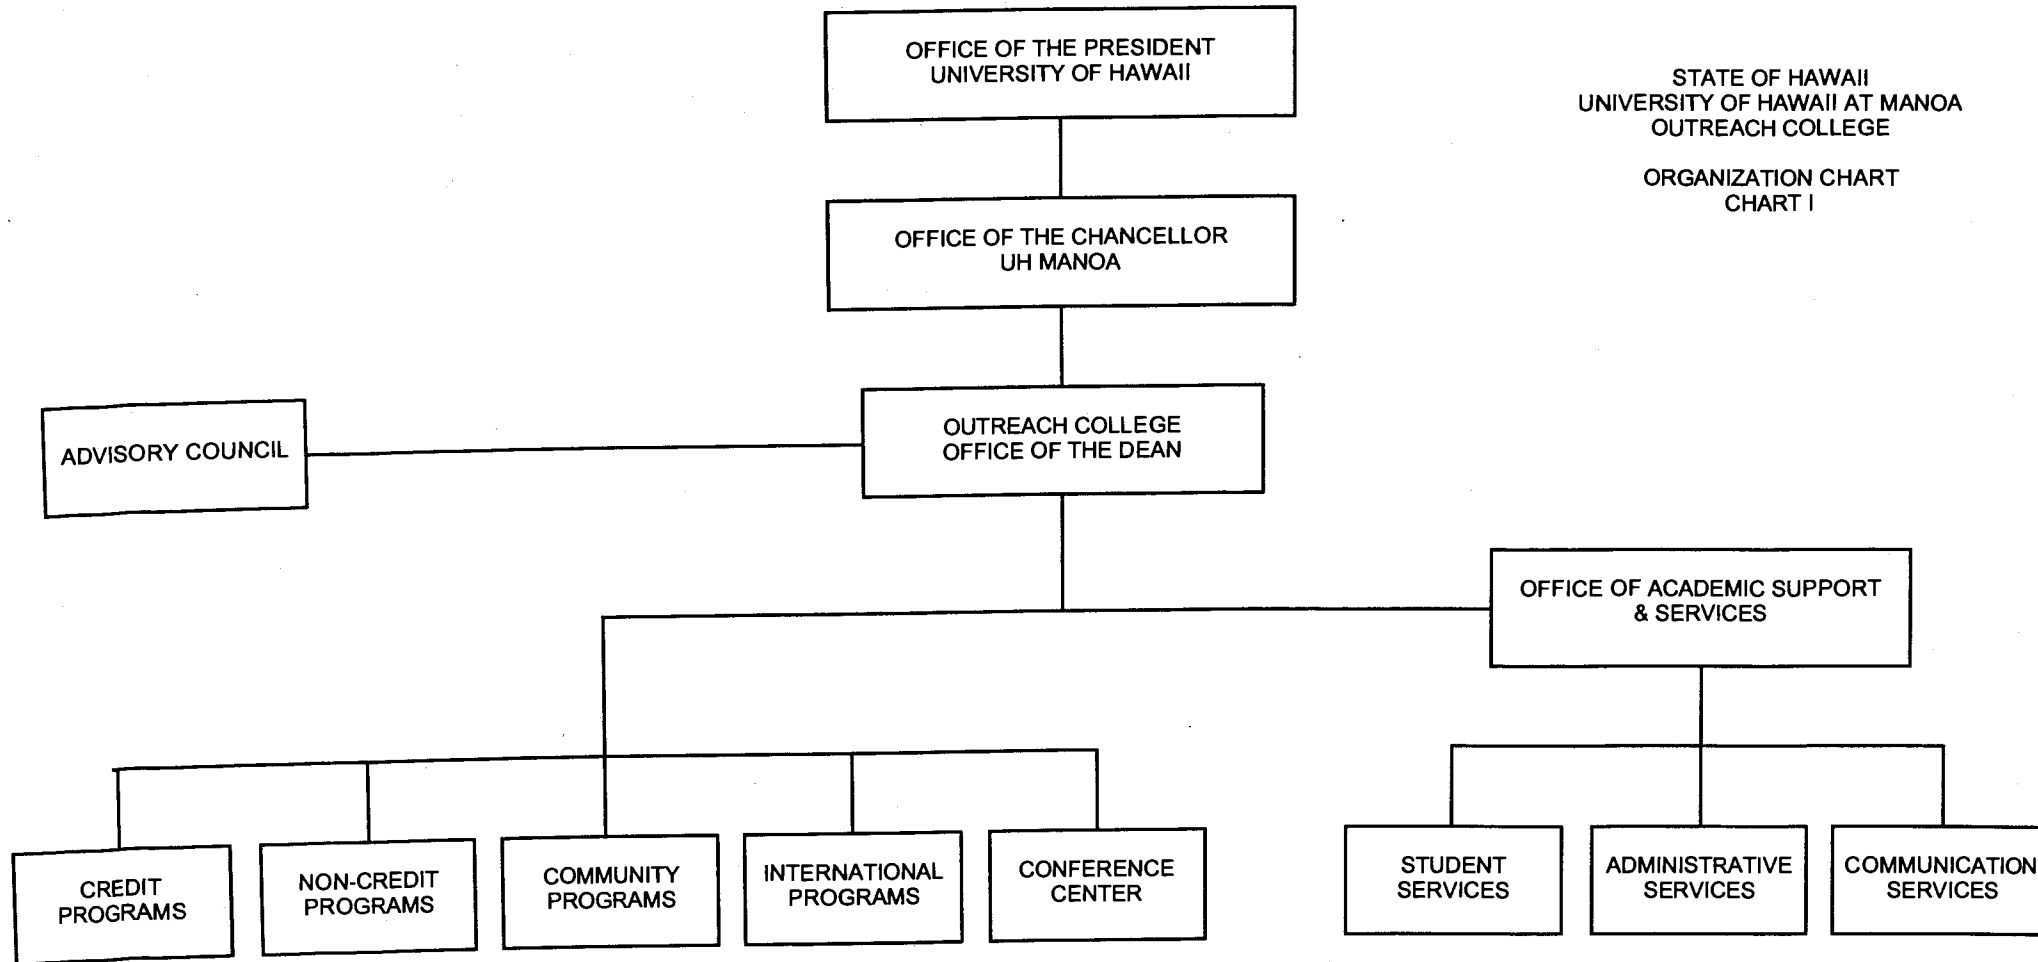 OFFICE OF THE PRESIDENT
UNIVERSITY OF HAWAII
STATE OF HAWAII
UNIVERSITY OF HAWAII AT MANOA
OUTREACH COLLEGE
ORGANIZATION CHART
CHART I
OFFICE OF THE CHANCELLOR
UH MANOA
ADVISORY COUNCIL
OUTREACH COLLEGE
OFFICE OF THE DEAN
OFFICE OF ACADEMIC SUPPORT
& SERVICES
CREDIT
PROGRAMS
NON-CREDIT
PROGRAMS
COMMUNITY
PROGRAMS
INTERNATIONAL
PROGRAMS
CONFERENCE
CENTER
STUDENT
SERVICES
ADMINISTRATIVE
SERVICES
COMMUNICATION
SERVICES